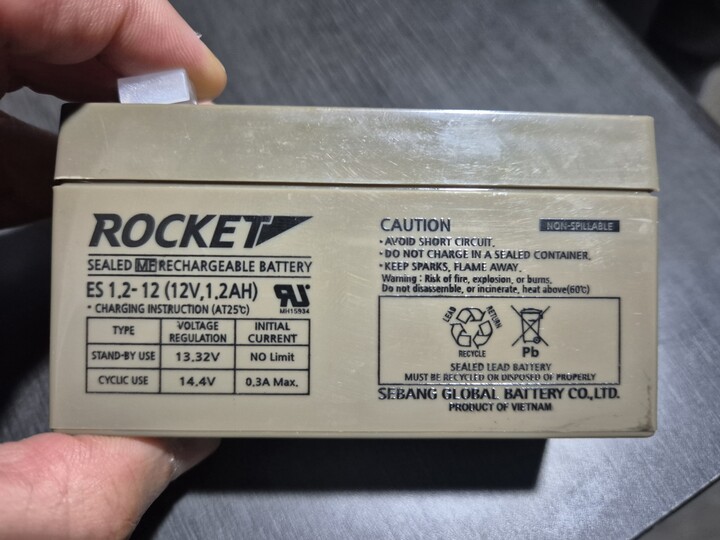 ROCKET
SEALED MF RECHARGEABLE BATTERY
ES 1.2-12 (12V,1.2AH)
MH15934
• CHARGING INSTRUCTION (AT25℃)
TYPE VOLTAGE REGULATION INITIAL CURRENT
STAND•BY USE 13.32V NO Limit
CYCLIC USE 14.4V 0.3A Max.
CAUTION NON-SPILLABLE
• AVOID SHORT CIRCUIT.
• DO NOT CHARGE IN A SEALED CONTAINER.
• KEEP SPARKS, FLAME AWAY.
Warning : Risk of fire, explosion, or burns.
Do not disassemble, or incinerate, heat above(60℃)
LEAD RETURN
RECYCLE Pb
SEALED LEAD BATTERY
MUST BE RECYCLED OR DISPOSED OF PROPERLY
SEBANG GLOBAL BATTERY CO.,LTD.
PRODUCT OF VIETNAM